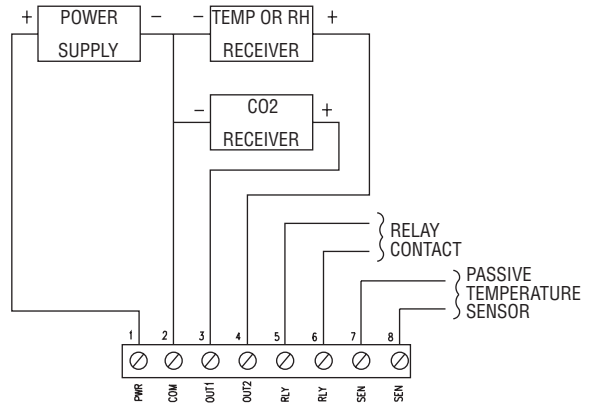 + POWER SUPPLY −
− TEMP OR RH RECEIVER +
− CO2 RECEIVER +
RELAY
CONTACT
PASSIVE
TEMPERATURE
SENSOR
1 2 3 4 5 6 7 8
PWR COM OUT1 OUT2 RLY RLY SEN SEN